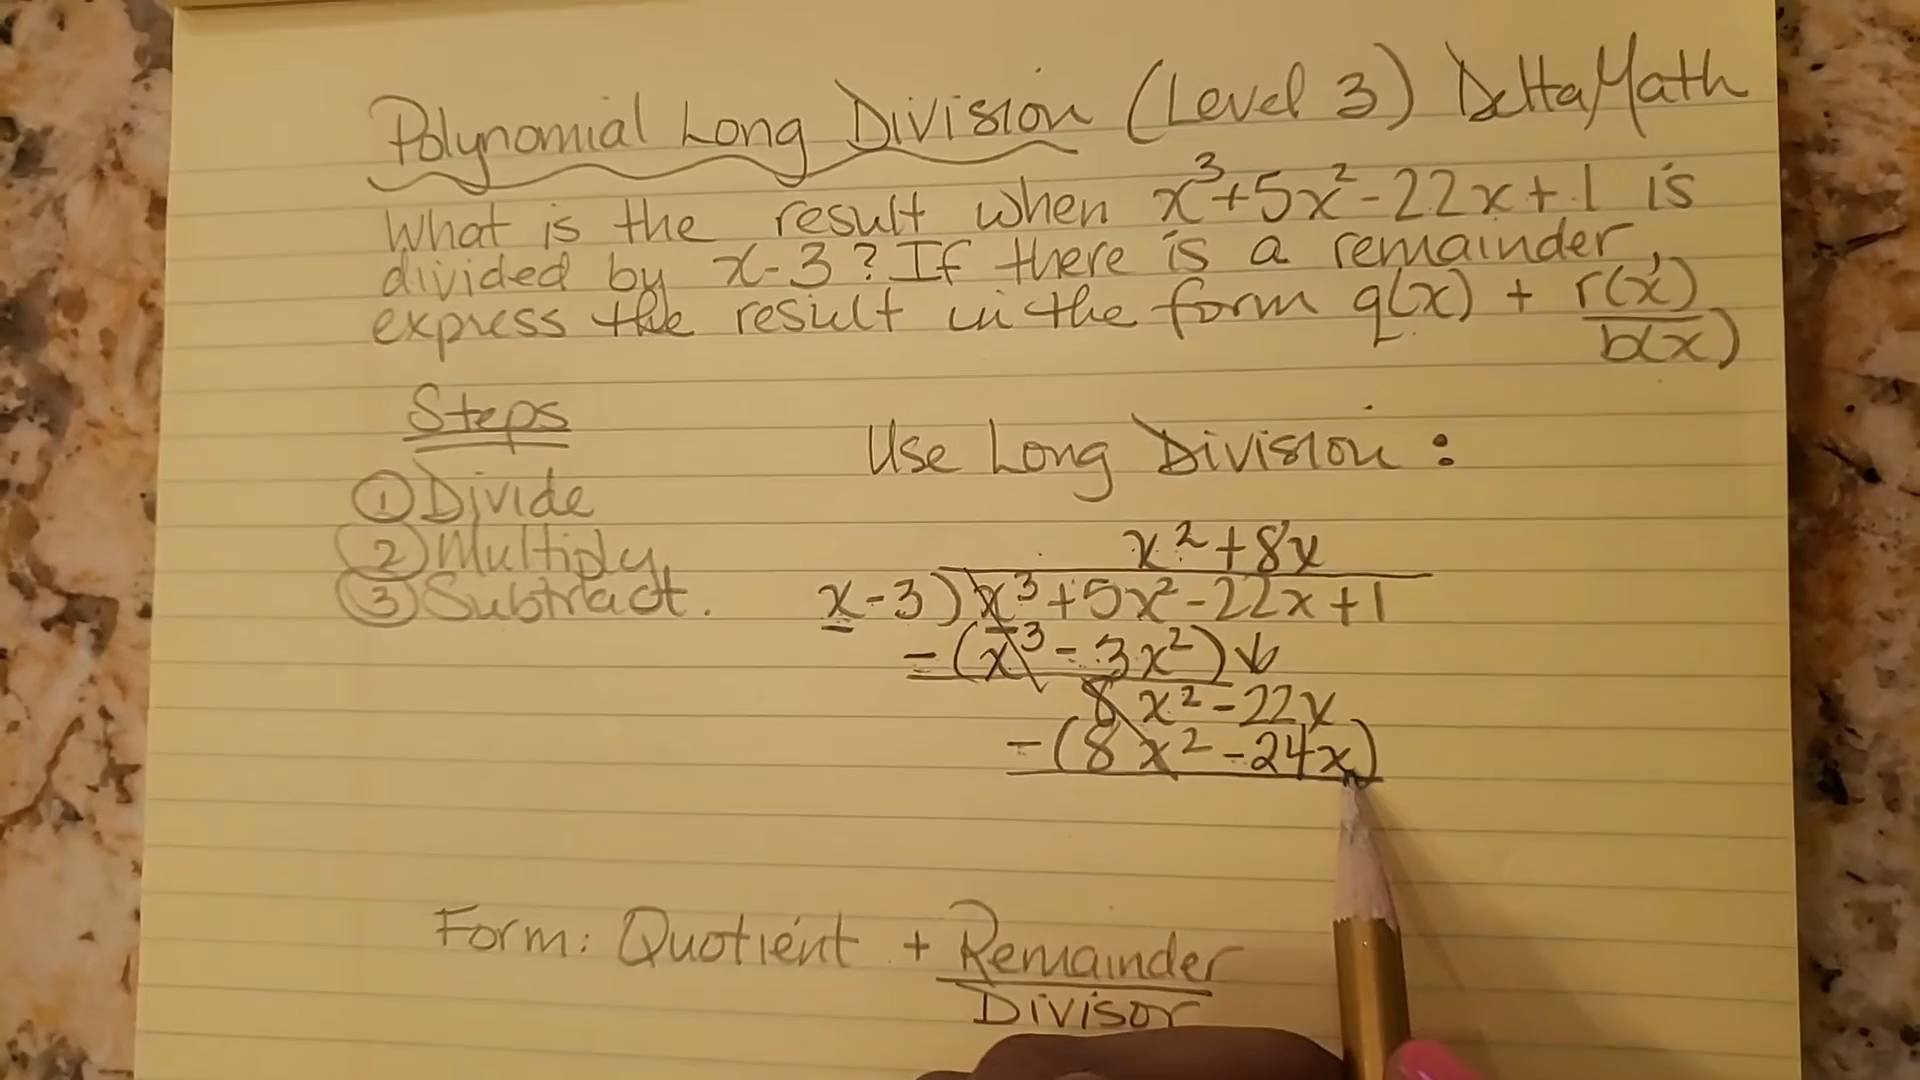 Polynomial Long Division (Level 3) DeltaMath
What is the result when x³+5x²-22x+1 is
divided by x-3? If there is a remainder,
express the result in the form q(x) + r(x)/b(x)
Steps
① Divide
② Multiply
③ Subtract.
Use Long Division:
x²+8x
x-3)x³+5x²-22x+1
-(x³-3x²)↓
8x²-22x
-(8x²-24x)
Form: Quotient + Remainder/Divisor